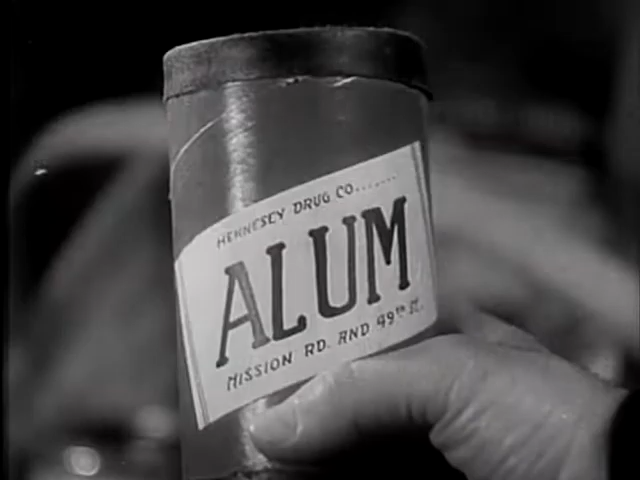 HENNESEY DRUG CO.......
ALUM
MISSION RD. AND 49TH ST.